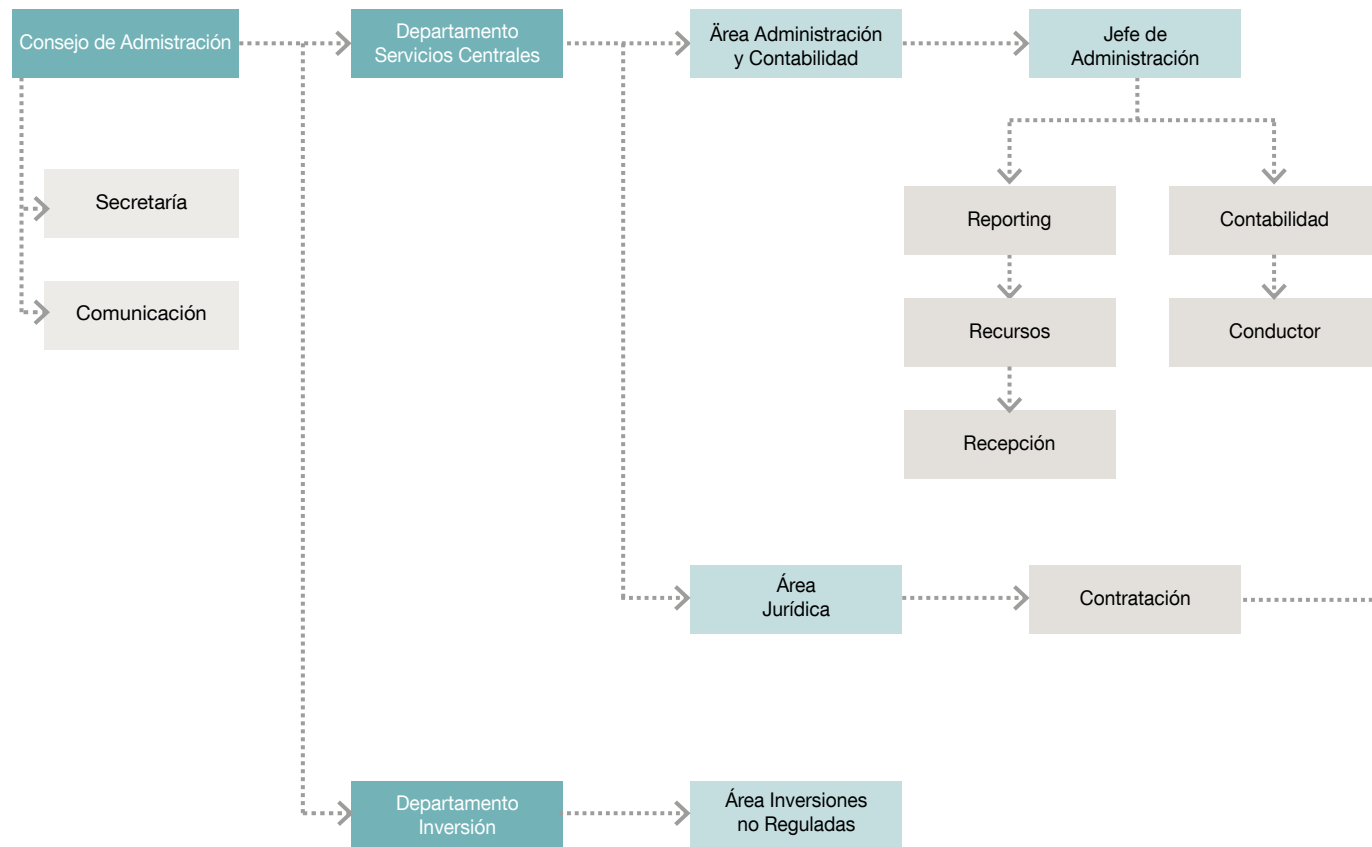 Consejo de Admistración
Departamento
Servicios Centrales
Ärea Administración
y Contabilidad
Jefe de
Administración
Secretaría
Comunicación
Reporting
Contabilidad
Recursos
Conductor
Recepción
Área
Jurídica
Contratación
Departamento
Inversión
Área Inversiones
no Reguladas